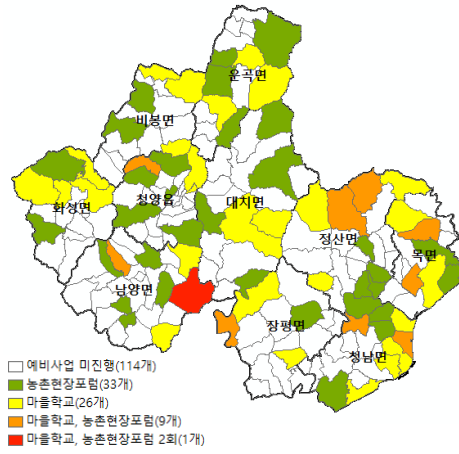 운곡면
비봉면
청양읍
대치면
화성면
정산면
목면
남양면
장평면
청남면
예비사업 미진행(114개)
농촌현장포럼(33개)
마을학교(26개)
마을학교, 농촌현장포럼(9개)
마을학교, 농촌현장포럼 2회(1개)